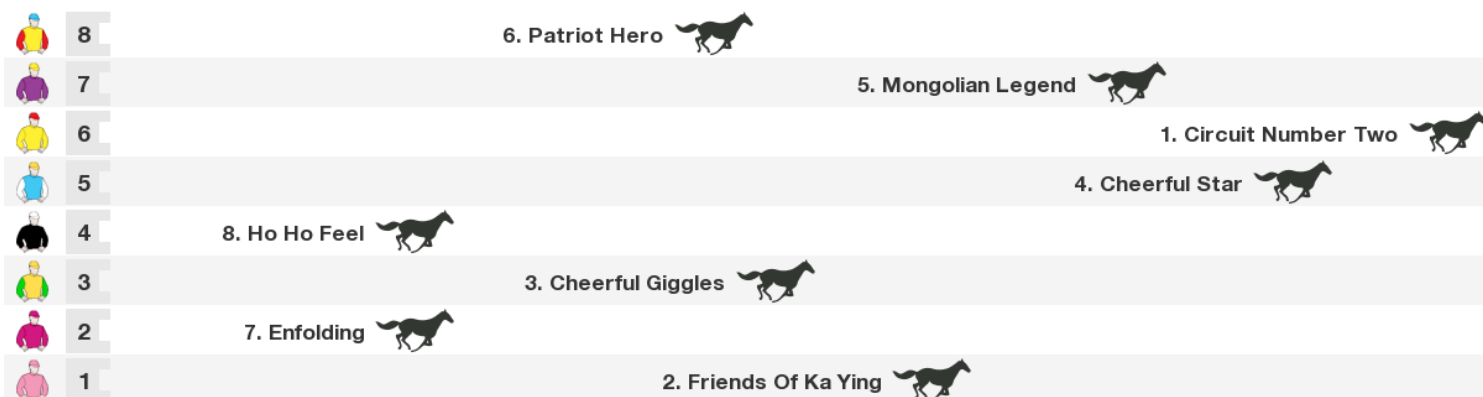 8 6. Patriot Hero
7 5. Mongolian Legend
6 1. Circuit Number Two
5 4. Cheerful Star
4 8. Ho Ho Feel
3 3. Cheerful Giggles
2 7. Enfolding
1 2. Friends Of Ka Ying